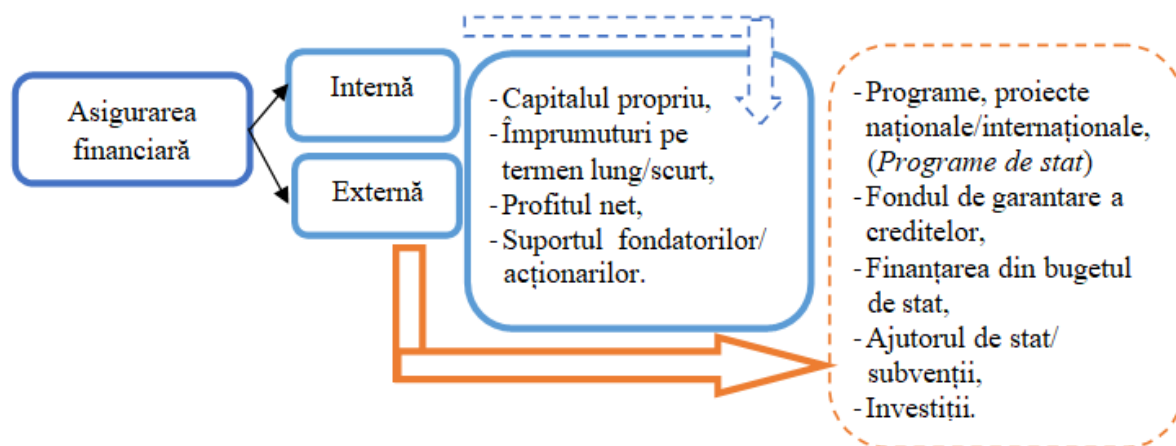 Asigurarea
financiară
Internă
Externă
- Capitalul propriu,
- Împrumuturi pe
termen lung/scurt,
- Profitul net,
- Suportul fondatorilor/
acționarilor.
- Programe, proiecte
naționale/internaționale,
(Programe de stat)
- Fondul de garantare a
creditelor,
- Finanțarea din bugetul
de stat,
- Ajutorul de stat/
subvenții,
- Investiții.